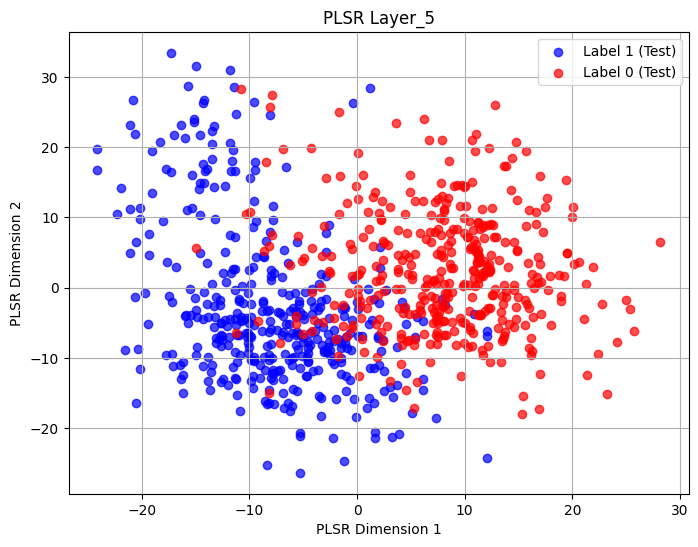 PLSR Layer_5
Label 1 (Test)
Label 0 (Test)
PLSR Dimension 2
30
20
10
0
−10
−20
−20
−10
0
10
20
30
PLSR Dimension 1